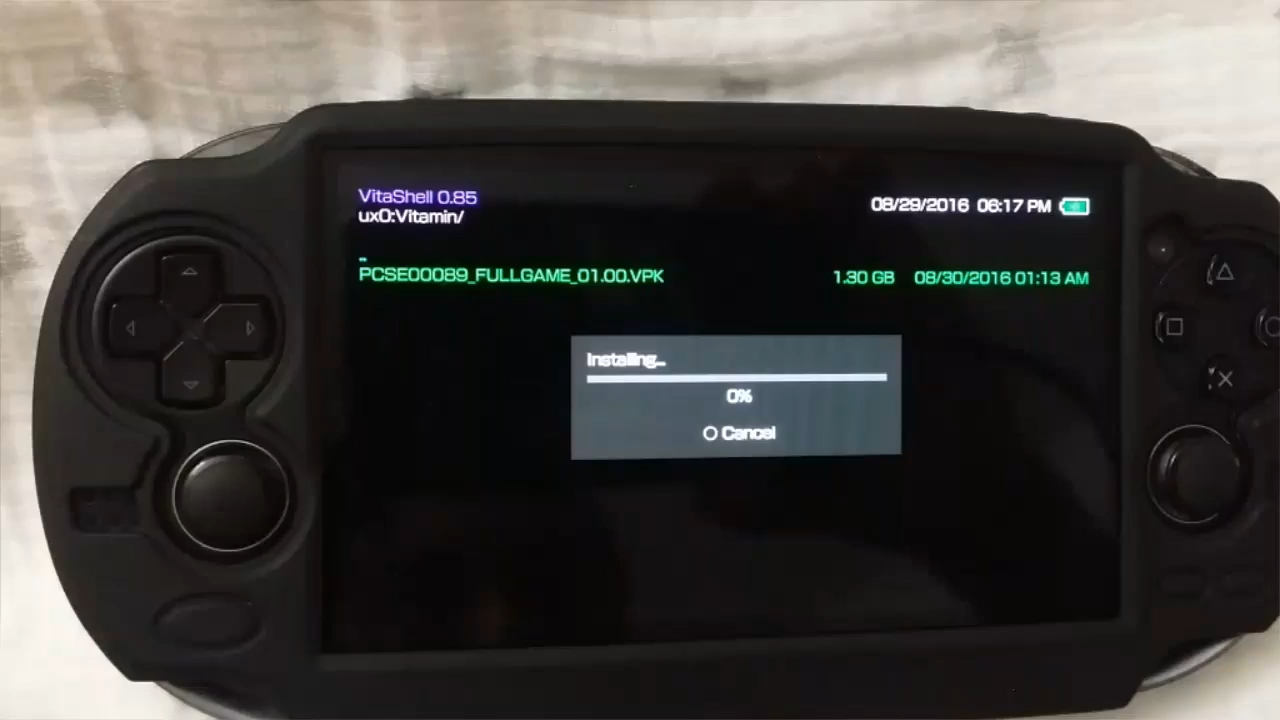 VitaShell 0.85
08/29/2016 06:17 PM
ux0:Vitamin/
..
PCSE00089_FULLGAME_01.00.VPK 1.30 GB 08/30/2016 01:13 AM
Installing...
0%
O Cancel